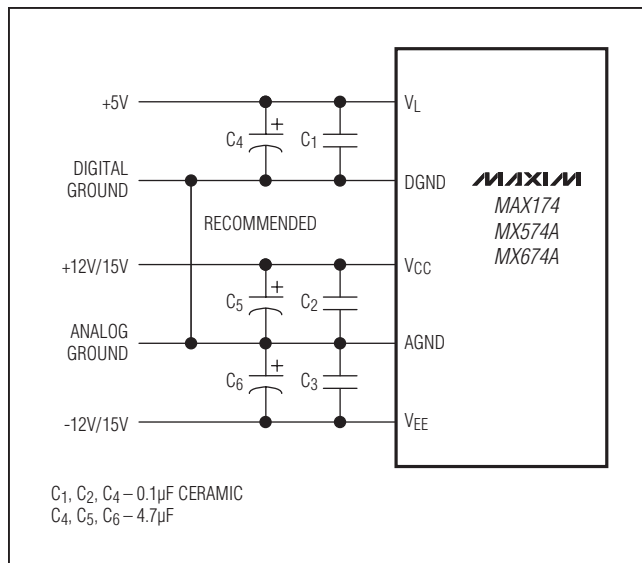 +5V
+
C4
C1
VL
DIGITAL
GROUND
DGND
MAXIM
MAX174
MX574A
MX674A
RECOMMENDED
+12V/15V
+
C5
C2
VCC
ANALOG
GROUND
AGND
+
C6
C3
-12V/15V
VEE
C1, C2, C4 – 0.1µF CERAMIC
C4, C5, C6 – 4.7µF